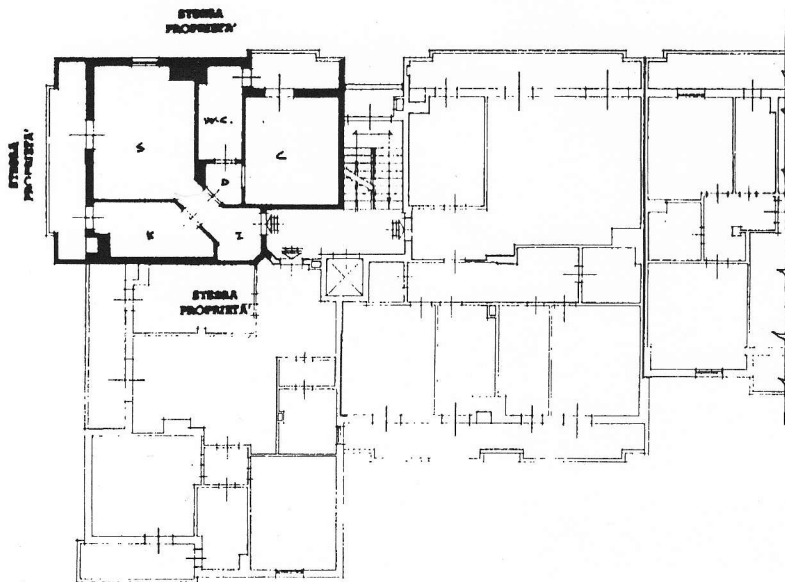 STESSA
PROPRIETA'
STESSA
PROPRIETA'
S
W.C.
C
D
K
I
STESSA
PROPRIETA'